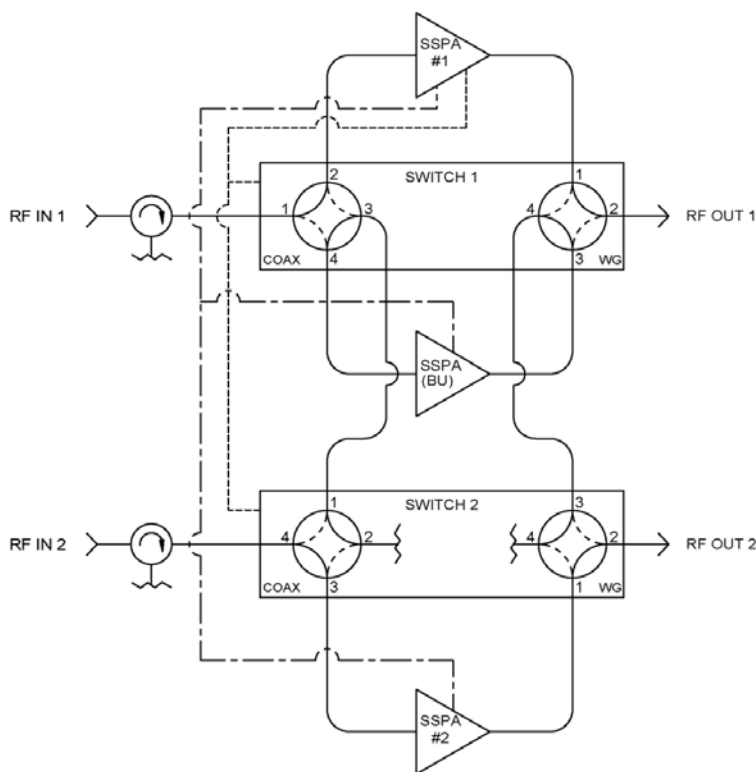 SSPA
#1
2
SWITCH 1
1
RF IN 1
1
3
4
2
RF OUT 1
COAX
4
3
WG
SSPA
(BU)
1
SWITCH 2
3
RF IN 2
4
2
4
2
RF OUT 2
COAX
3
1
WG
SSPA
#2